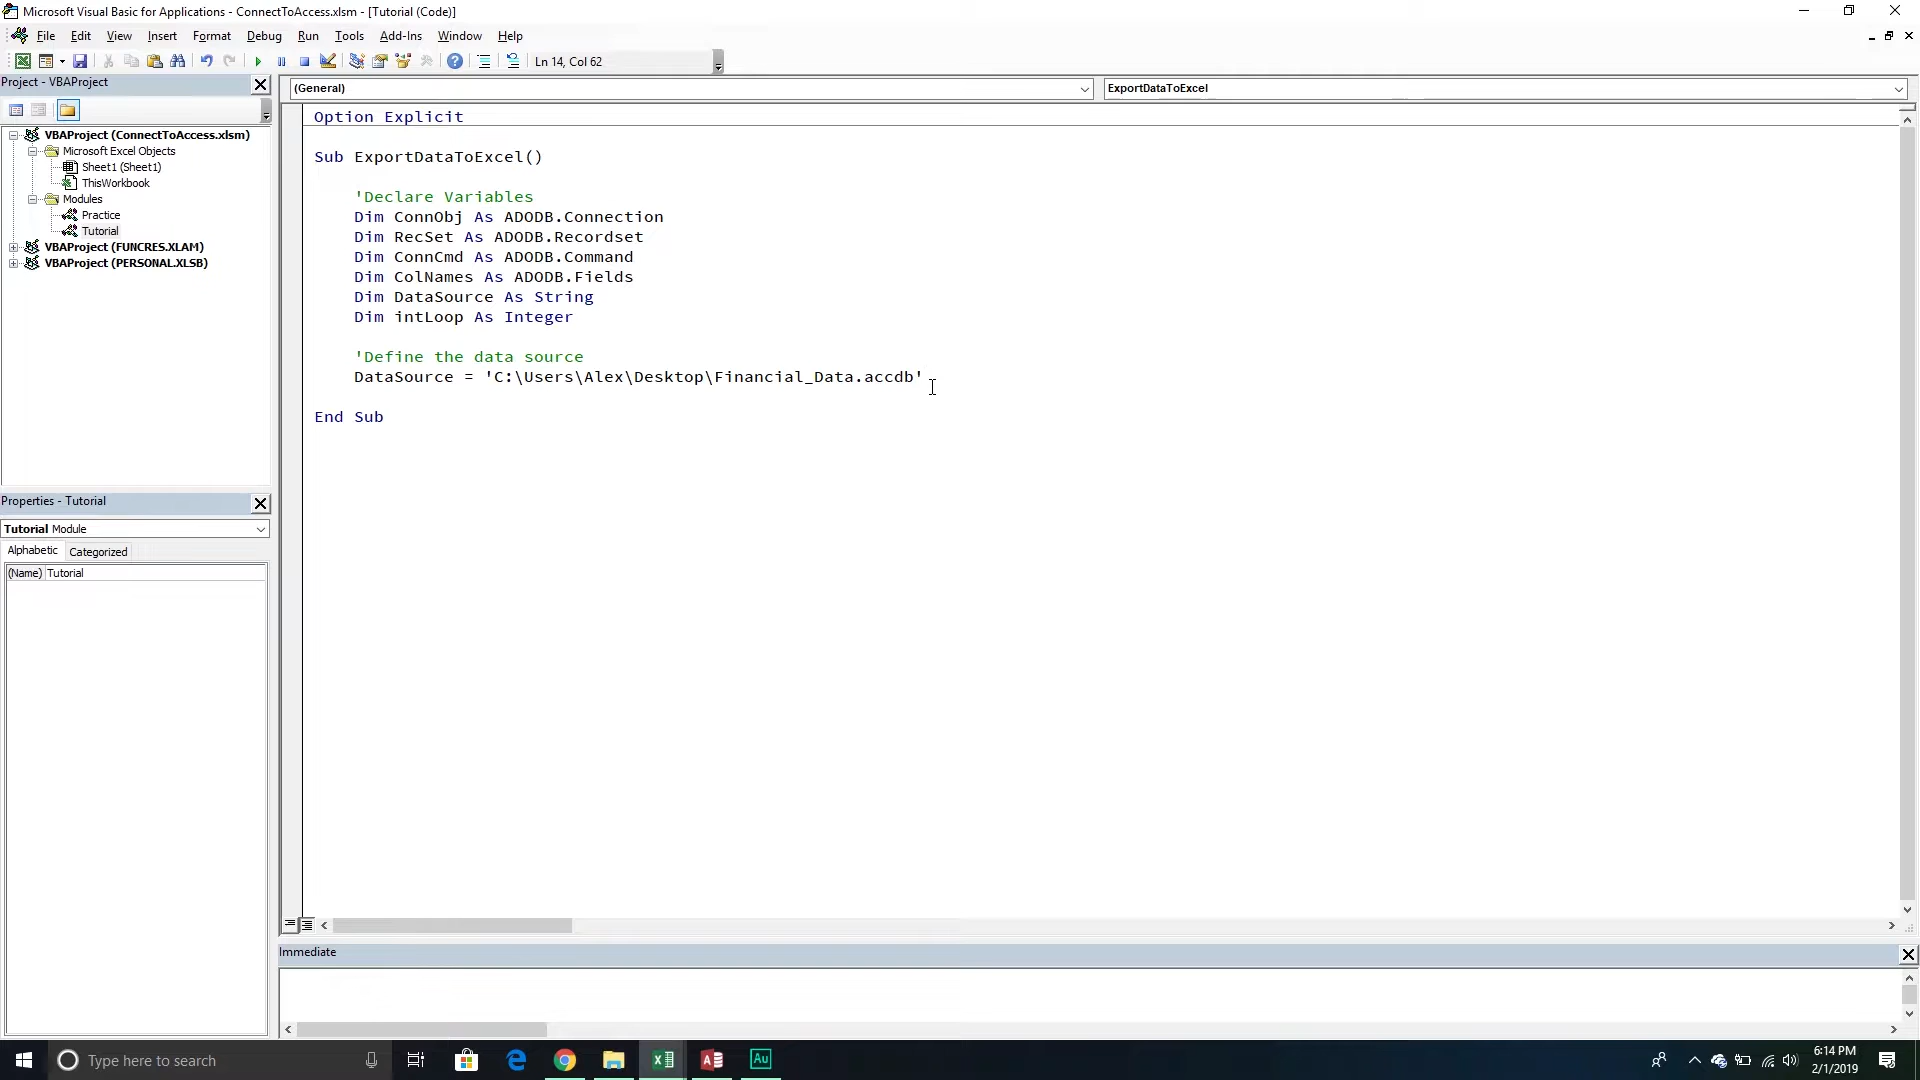 Microsoft Visual Basic for Applications - ConnectToAccess.xlsm - [Tutorial (Code)]
File Edit View Insert Format Debug Run Tools Add-Ins Window Help
Ln 14, Col 62
Project - VBAProject
VBAProject (ConnectToAccess.xlsm)
Microsoft Excel Objects
Sheet1 (Sheet1)
ThisWorkbook
Modules
Practice
Tutorial
VBAProject (FUNCRES.XLAM)
VBAProject (PERSONAL.XLSB)
Properties - Tutorial
Tutorial Module
Alphabetic Categorized
(Name) Tutorial
(General) ExportDataToExcel
Option Explicit
Sub ExportDataToExcel()
'Declare Variables
Dim ConnObj As ADODB.Connection
Dim RecSet As ADODB.Recordset
Dim ConnCmd As ADODB.Command
Dim ColNames As ADODB.Fields
Dim DataSource As String
Dim intLoop As Integer
'Define the data source
DataSource = 'C:\Users\Alex\Desktop\Financial_Data.accdb'
End Sub
Immediate
Type here to search
Au
6:14 PM
2/1/2019